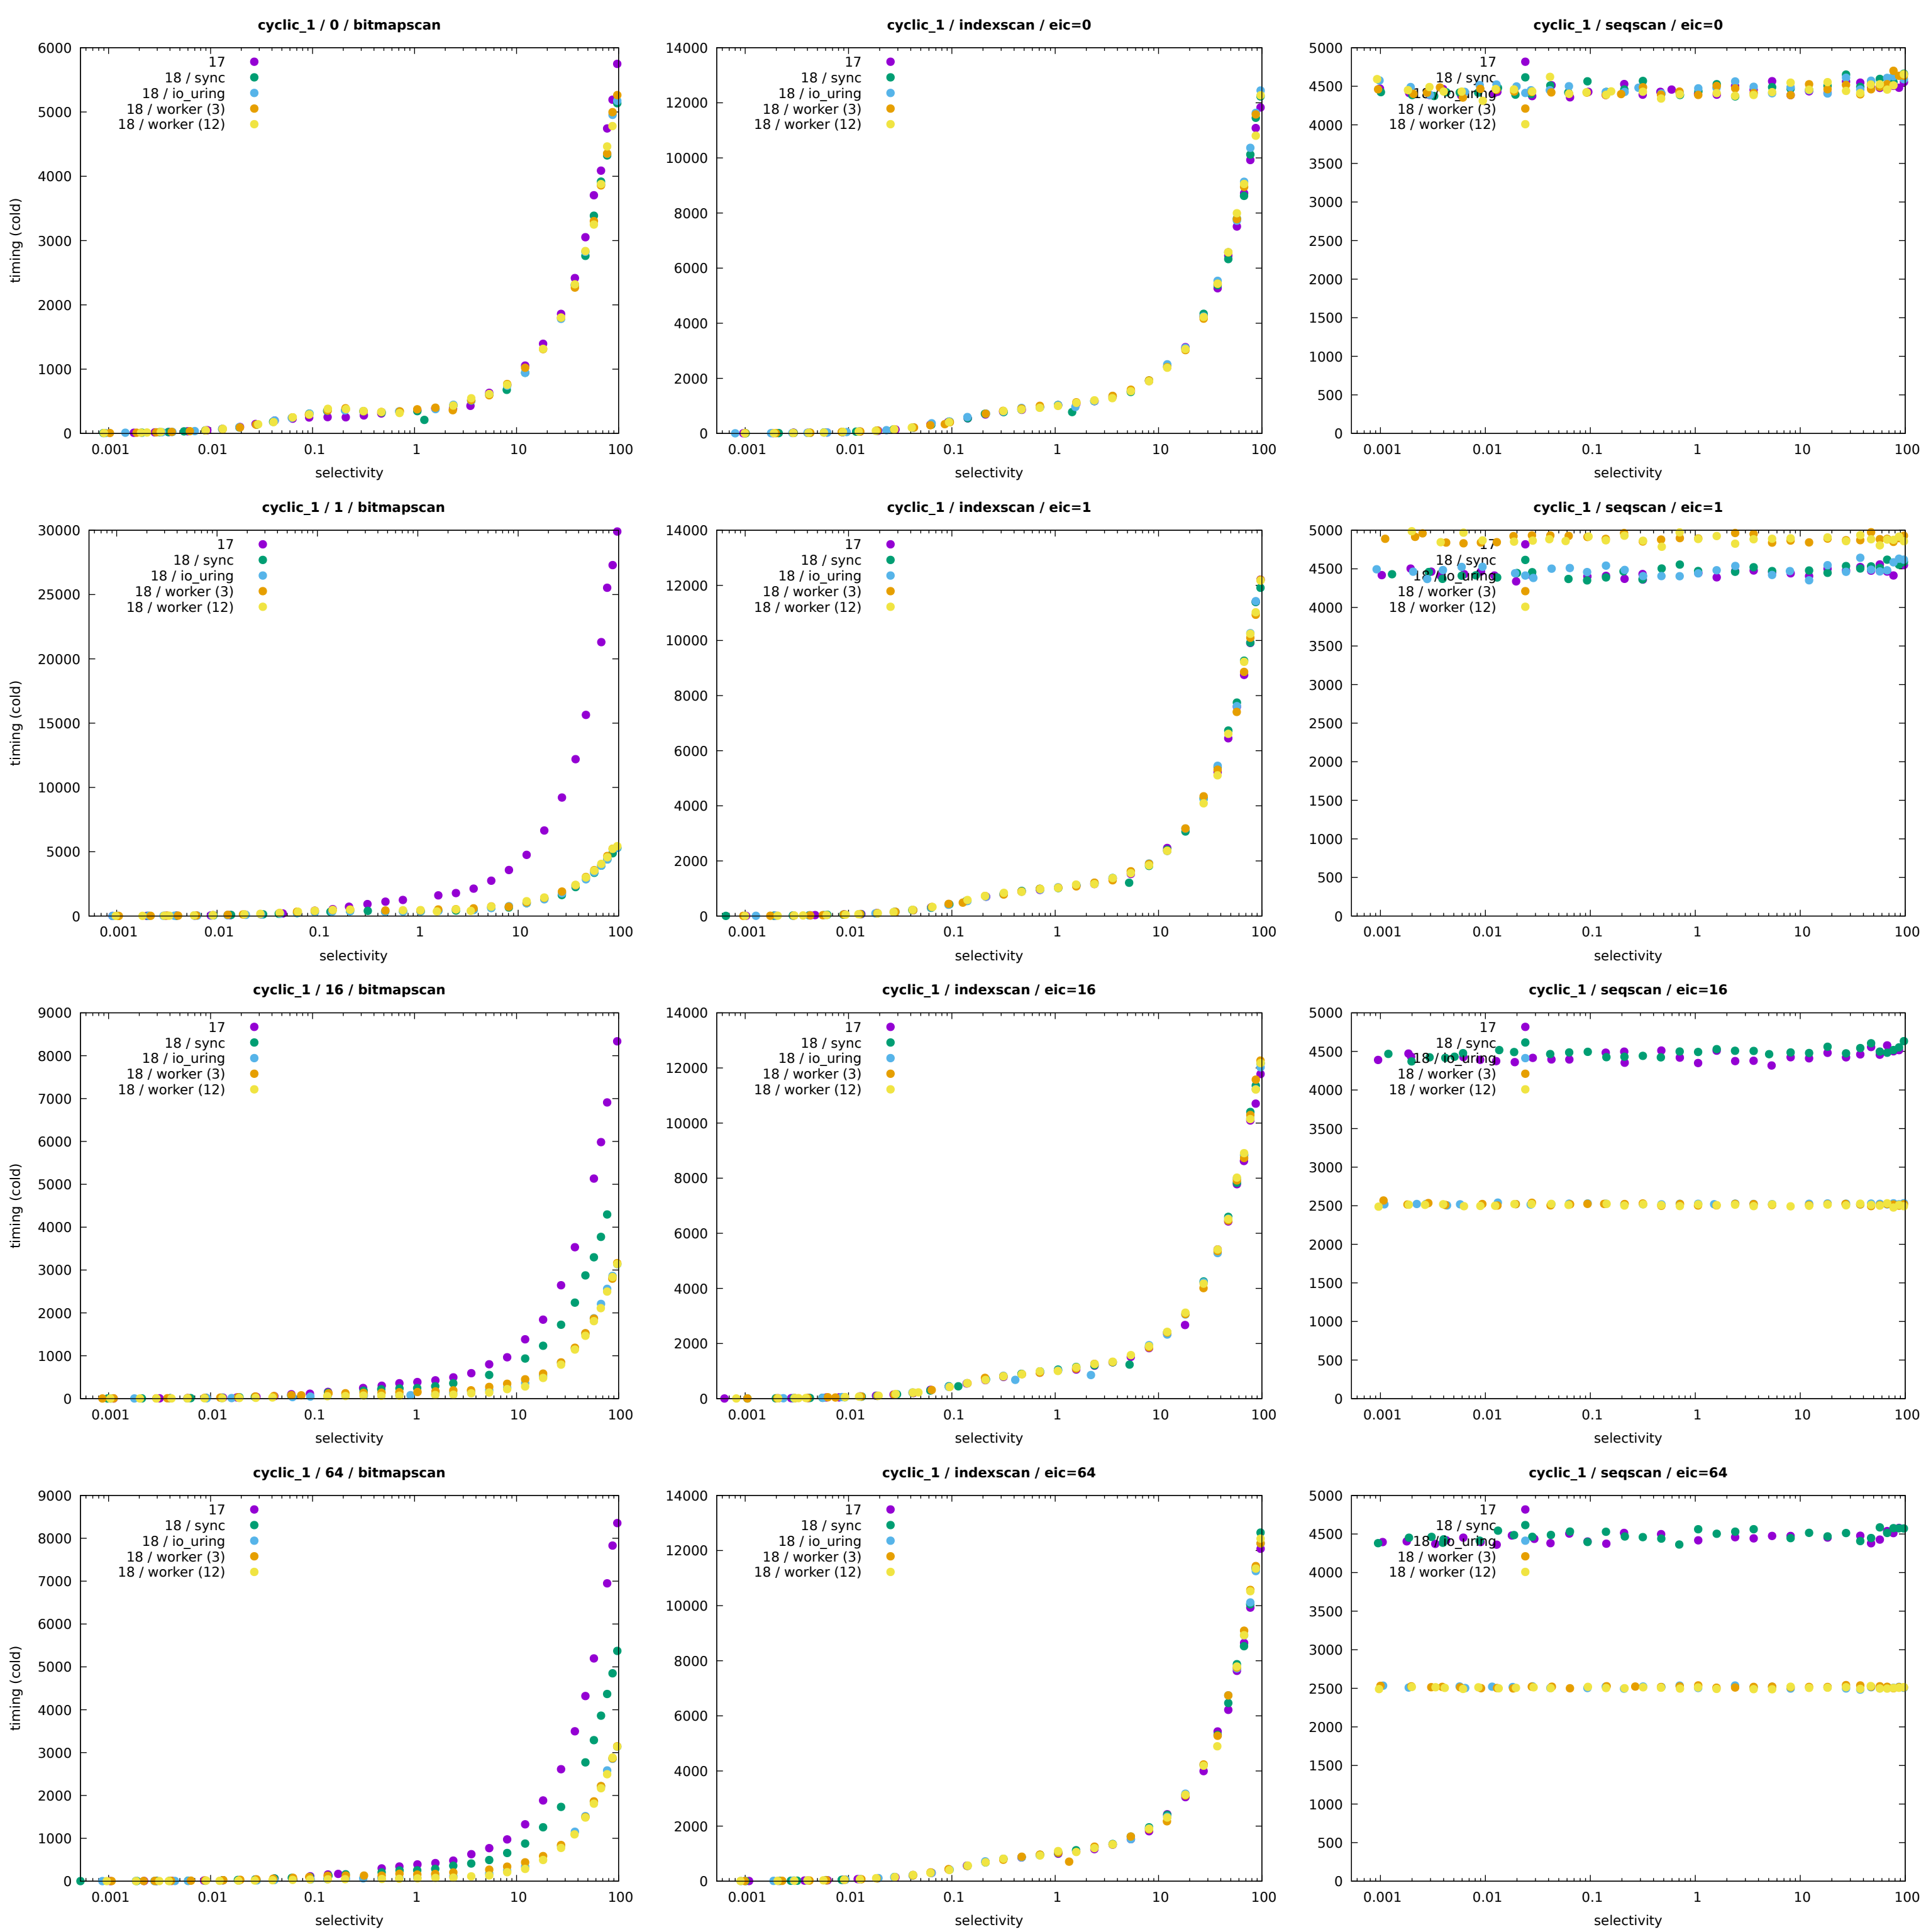 cyclic_1 / 0 / bitmapscan
17
18 / sync
18 / io_uring
18 / worker (3)
18 / worker (12)
timing (cold)
6000
5000
4000
3000
2000
1000
0
0.001 0.01 0.1 1 10 100
selectivity
cyclic_1 / indexscan / eic=0
17
18 / sync
18 / io_uring
18 / worker (3)
18 / worker (12)
14000
12000
10000
8000
6000
4000
2000
0
0.001 0.01 0.1 1 10 100
selectivity
cyclic_1 / seqscan / eic=0
17
18 / sync
18 / io_uring
18 / worker (3)
18 / worker (12)
5000
4500
4000
3500
3000
2500
2000
1500
1000
500
0
0.001 0.01 0.1 1 10 100
selectivity
cyclic_1 / 1 / bitmapscan
17
18 / sync
18 / io_uring
18 / worker (3)
18 / worker (12)
timing (cold)
30000
25000
20000
15000
10000
5000
0
0.001 0.01 0.1 1 10 100
selectivity
cyclic_1 / indexscan / eic=1
17
18 / sync
18 / io_uring
18 / worker (3)
18 / worker (12)
14000
12000
10000
8000
6000
4000
2000
0
0.001 0.01 0.1 1 10 100
selectivity
cyclic_1 / seqscan / eic=1
17
18 / sync
18 / io_uring
18 / worker (3)
18 / worker (12)
5000
4500
4000
3500
3000
2500
2000
1500
1000
500
0
0.001 0.01 0.1 1 10 100
selectivity
cyclic_1 / 16 / bitmapscan
17
18 / sync
18 / io_uring
18 / worker (3)
18 / worker (12)
timing (cold)
9000
8000
7000
6000
5000
4000
3000
2000
1000
0
0.001 0.01 0.1 1 10 100
selectivity
cyclic_1 / indexscan / eic=16
17
18 / sync
18 / io_uring
18 / worker (3)
18 / worker (12)
14000
12000
10000
8000
6000
4000
2000
0
0.001 0.01 0.1 1 10 100
selectivity
cyclic_1 / seqscan / eic=16
17
18 / sync
18 / io_uring
18 / worker (3)
18 / worker (12)
5000
4500
4000
3500
3000
2500
2000
1500
1000
500
0
0.001 0.01 0.1 1 10 100
selectivity
cyclic_1 / 64 / bitmapscan
17
18 / sync
18 / io_uring
18 / worker (3)
18 / worker (12)
timing (cold)
9000
8000
7000
6000
5000
4000
3000
2000
1000
0
0.001 0.01 0.1 1 10 100
selectivity
cyclic_1 / indexscan / eic=64
17
18 / sync
18 / io_uring
18 / worker (3)
18 / worker (12)
14000
12000
10000
8000
6000
4000
2000
0
0.001 0.01 0.1 1 10 100
selectivity
cyclic_1 / seqscan / eic=64
17
18 / sync
18 / io_uring
18 / worker (3)
18 / worker (12)
5000
4500
4000
3500
3000
2500
2000
1500
1000
500
0
0.001 0.01 0.1 1 10 100
selectivity